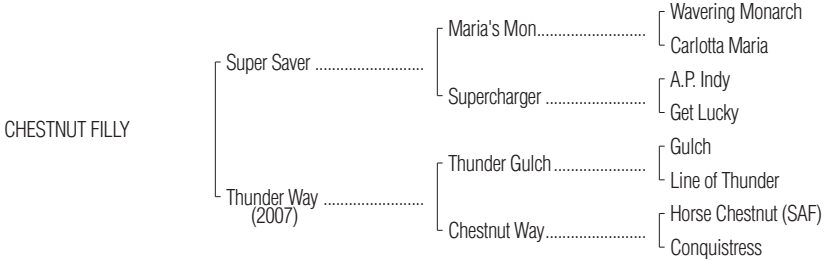 Wavering Monarch
Maria's Mon..........................
Carlotta Maria
Super Saver ..........................
A.P. Indy
Supercharger ........................
Get Lucky
CHESTNUT FILLY
Gulch
Thunder Gulch......................
Line of Thunder
Thunder Way ........................
(2007)
Horse Chestnut (SAF)
Chestnut Way........................
Conquistress